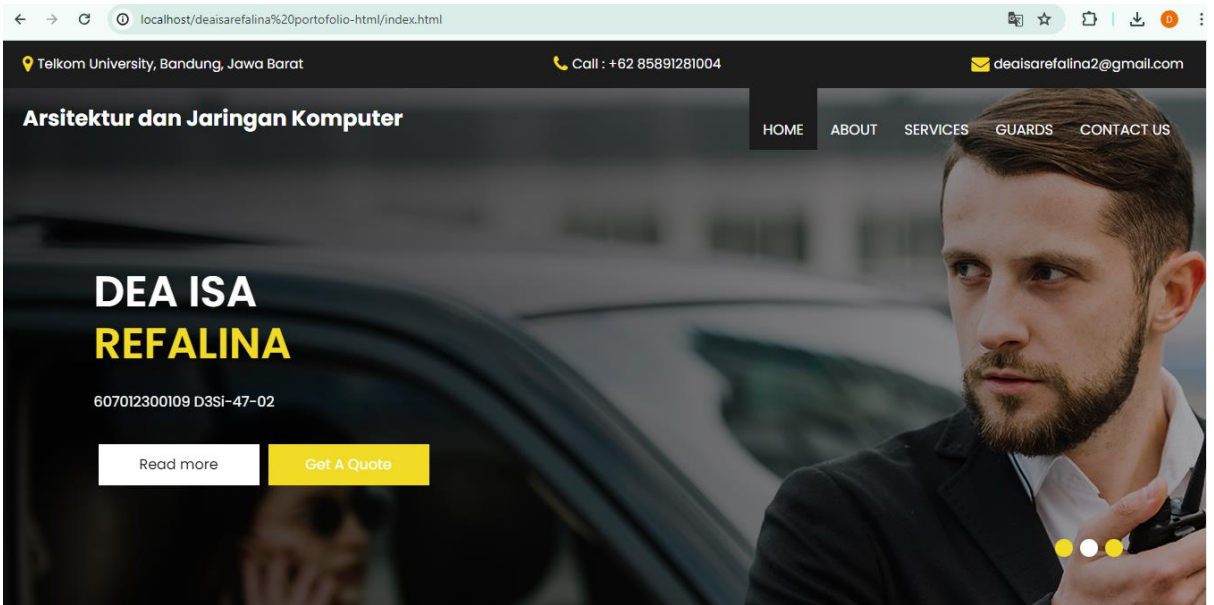 localhost/deaisarefalina%20portofolio-html/index.html
D
Telkom University, Bandung, Jawa Barat
Call : +62 85891281004
deaisarefalina2@gmail.com
Arsitektur dan Jaringan Komputer
HOME ABOUT SERVICES GUARDS CONTACT US
DEA ISA
REFALINA
607012300109 D3Si-47-02
Read more
Get A Quote